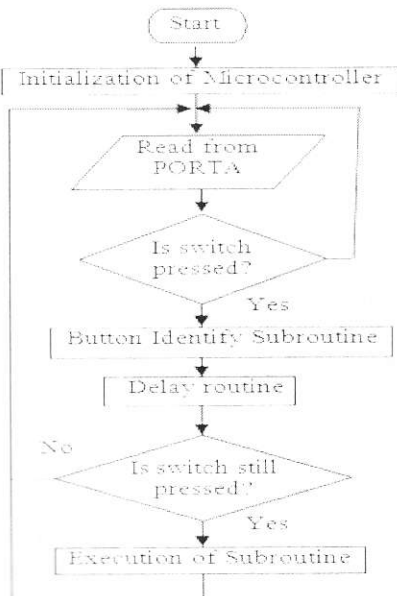 Start
Initialization of Microcontroller
Read from
PORTA
Is switch
pressed?
Yes
Button Identify Subroutine
Delay routine
No
Is switch still
pressed?
Yes
Execution of Subroutine